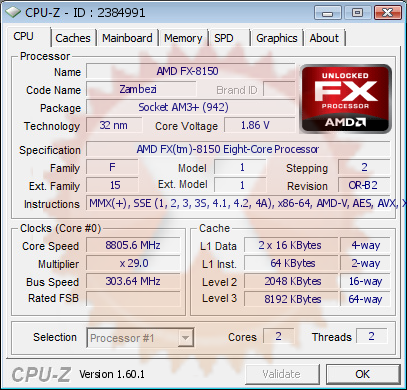 CPU-Z - ID : 2384991
CPU Caches Mainboard Memory SPD Graphics About
Processor
Name AMD FX-8150
Code Name Zambezi Brand ID
Package Socket AM3+ (942)
Technology 32 nm Core Voltage 1.86 V
UNLOCKED
FX
PROCESSOR
AMD
Specification AMD FX(tm)-8150 Eight-Core Processor
Family F Model 1 Stepping 2
Ext. Family 15 Ext. Model 1 Revision OR-B2
Instructions MMX(+), SSE (1, 2, 3, 3S, 4.1, 4.2, 4A), x86-64, AMD-V, AES, AVX, X
Clocks (Core #0)
Core Speed 8805.6 MHz
Multiplier x 29.0
Bus Speed 303.64 MHz
Rated FSB
Cache
L1 Data 2 x 16 KBytes 4-way
L1 Inst. 64 KBytes 2-way
Level 2 2048 KBytes 16-way
Level 3 8192 KBytes 64-way
Selection Processor #1 Cores 2 Threads 2
CPU-Z Version 1.60.1 Validate OK